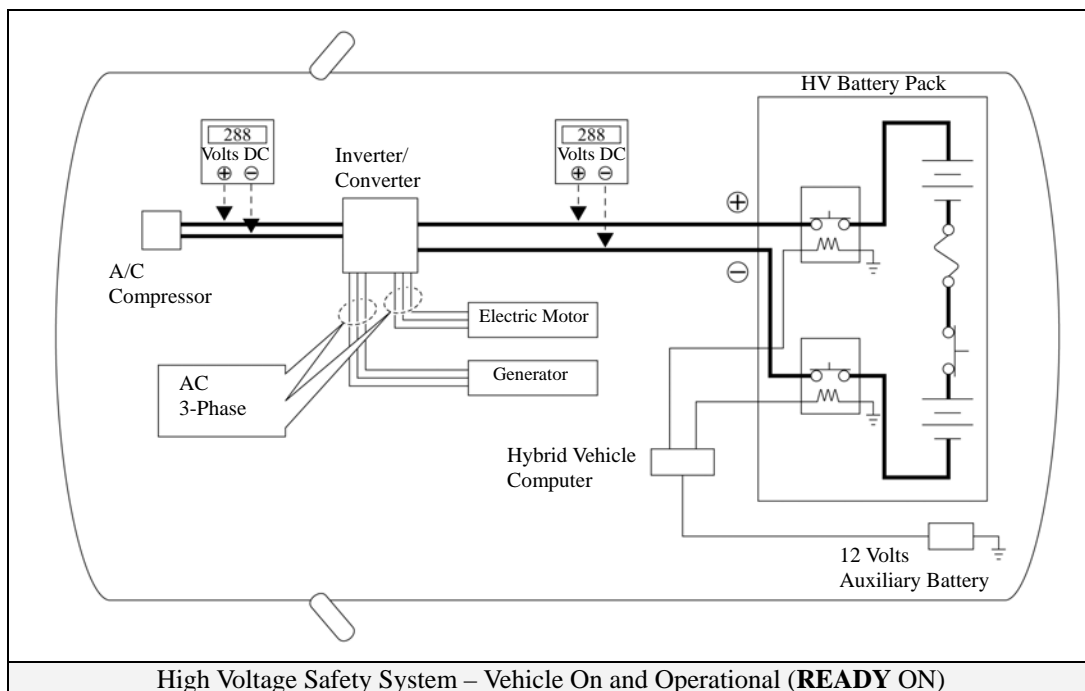 HV Battery Pack
288
Volts DC
⊕ ⊖
Inverter/
Converter
288
Volts DC
⊕ ⊖
⊕
A/C
Compressor
⊖
Electric Motor
AC
3-Phase
Generator
Hybrid Vehicle
Computer
12 Volts
Auxiliary Battery
High Voltage Safety System – Vehicle On and Operational (READY ON)